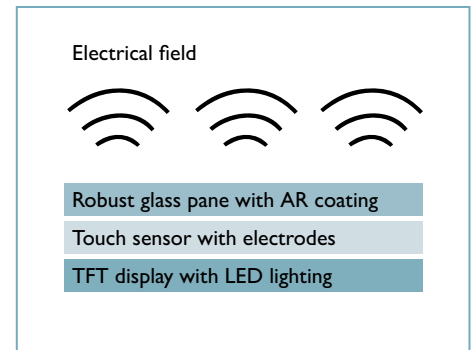 Electrical field
Robust glass pane with AR coating
Touch sensor with electrodes
TFT display with LED lighting